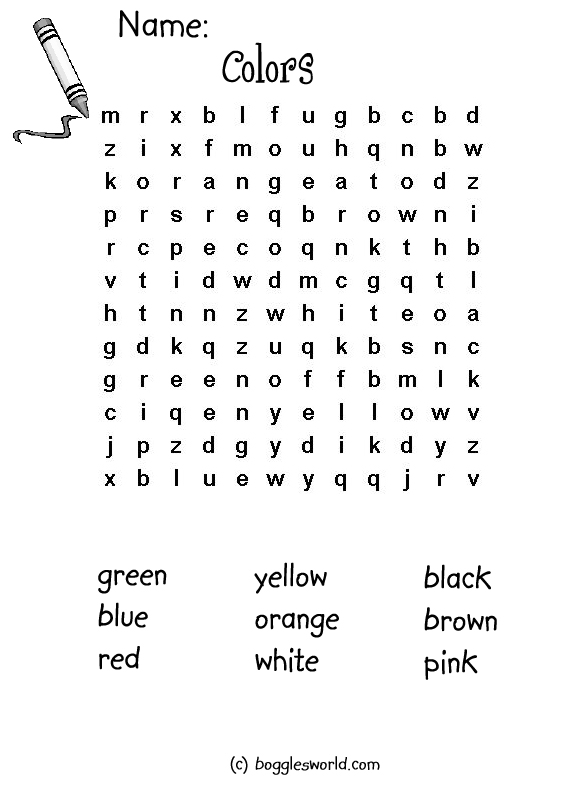 Name:
Colors
m r x b l f u g b c b d
z i x f m o u h q n b w
k o r a n g e a t o d z
p r s r e q b r o w n i
r c p e c o q n k t h b
v t i d w d m c g q t l
h t n n z w h i t e o a
g d k q z u q k b s n c
g r e e n o f f b m l k
c i q e n y e l l o w v
j p z d g y d i k d y z
x b l u e w y q q j r v
green yellow black
blue orange brown
red white pink
(c) bogglesworld.com